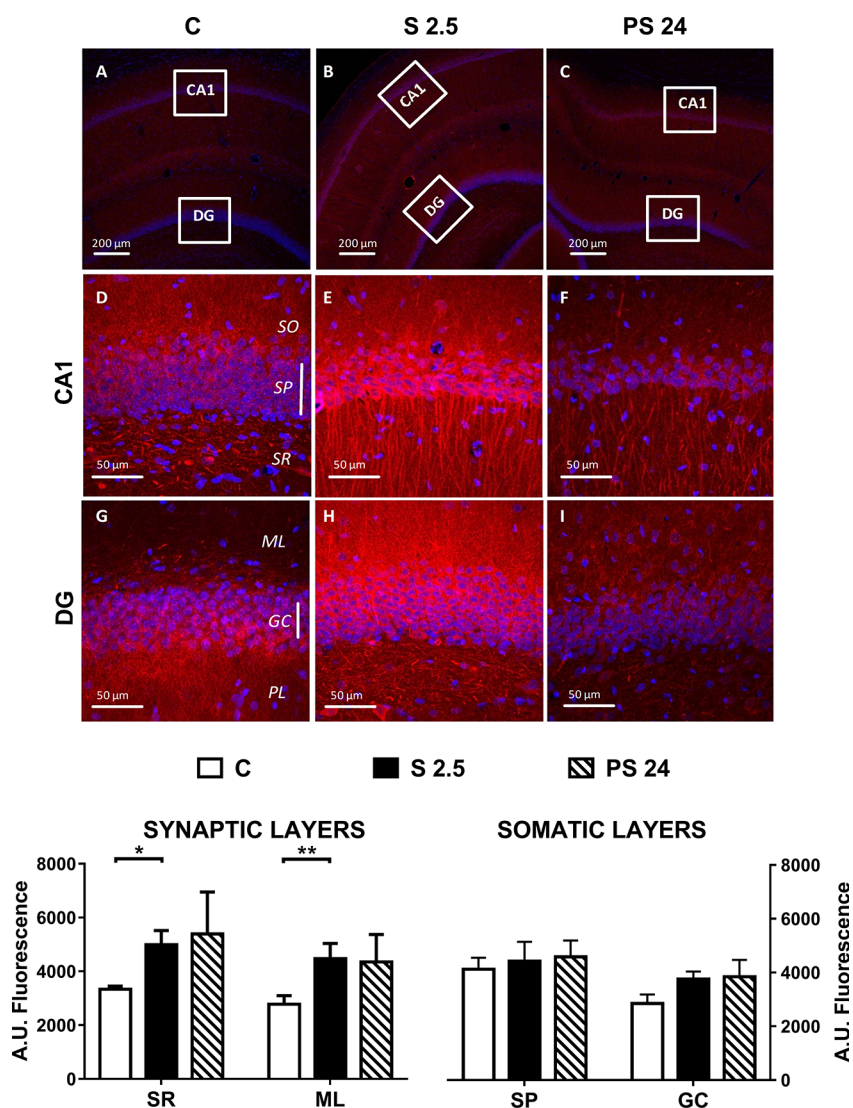 C S 2.5 PS 24
A B C
CA1 CA1 CA1
DG DG DG
200 µm 200 µm 200 µm
CA1
D E F
SO
SP
SR
50 µm 50 µm 50 µm
DG
G H I
ML
GC
PL
50 µm 50 µm 50 µm
C S 2.5 PS 24
SYNAPTIC LAYERS SOMATIC LAYERS
A.U. Fluorescence
8000
6000
4000
2000
0
* **
SR ML
SP GC
8000
6000
4000
2000
0
A.U. Fluorescence